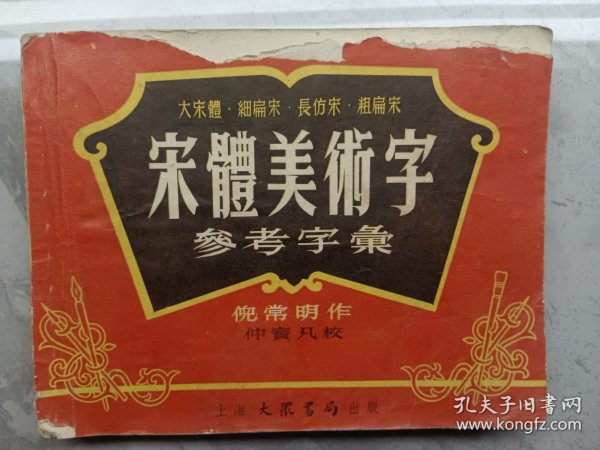 大宋體·細扁宋·長仿宋·粗扁宋
宋體美術字
參考字彙
倪常明作
仲寶凡校
上海大眾書局出版
孔夫子旧书网
www.kongfz.com